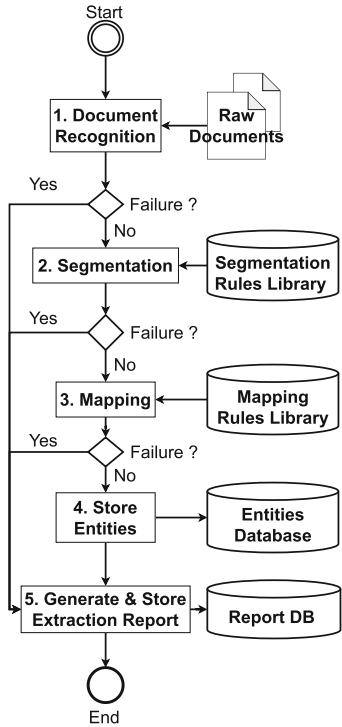 Start
1. Document
Recognition
Raw
Documents
Yes
Failure ?
No
2. Segmentation
Segmentation
Rules Library
Yes
Failure ?
No
3. Mapping
Mapping
Rules Library
Yes
Failure ?
No
4. Store
Entities
Entities
Database
5. Generate & Store
Extraction Report
Report DB
End